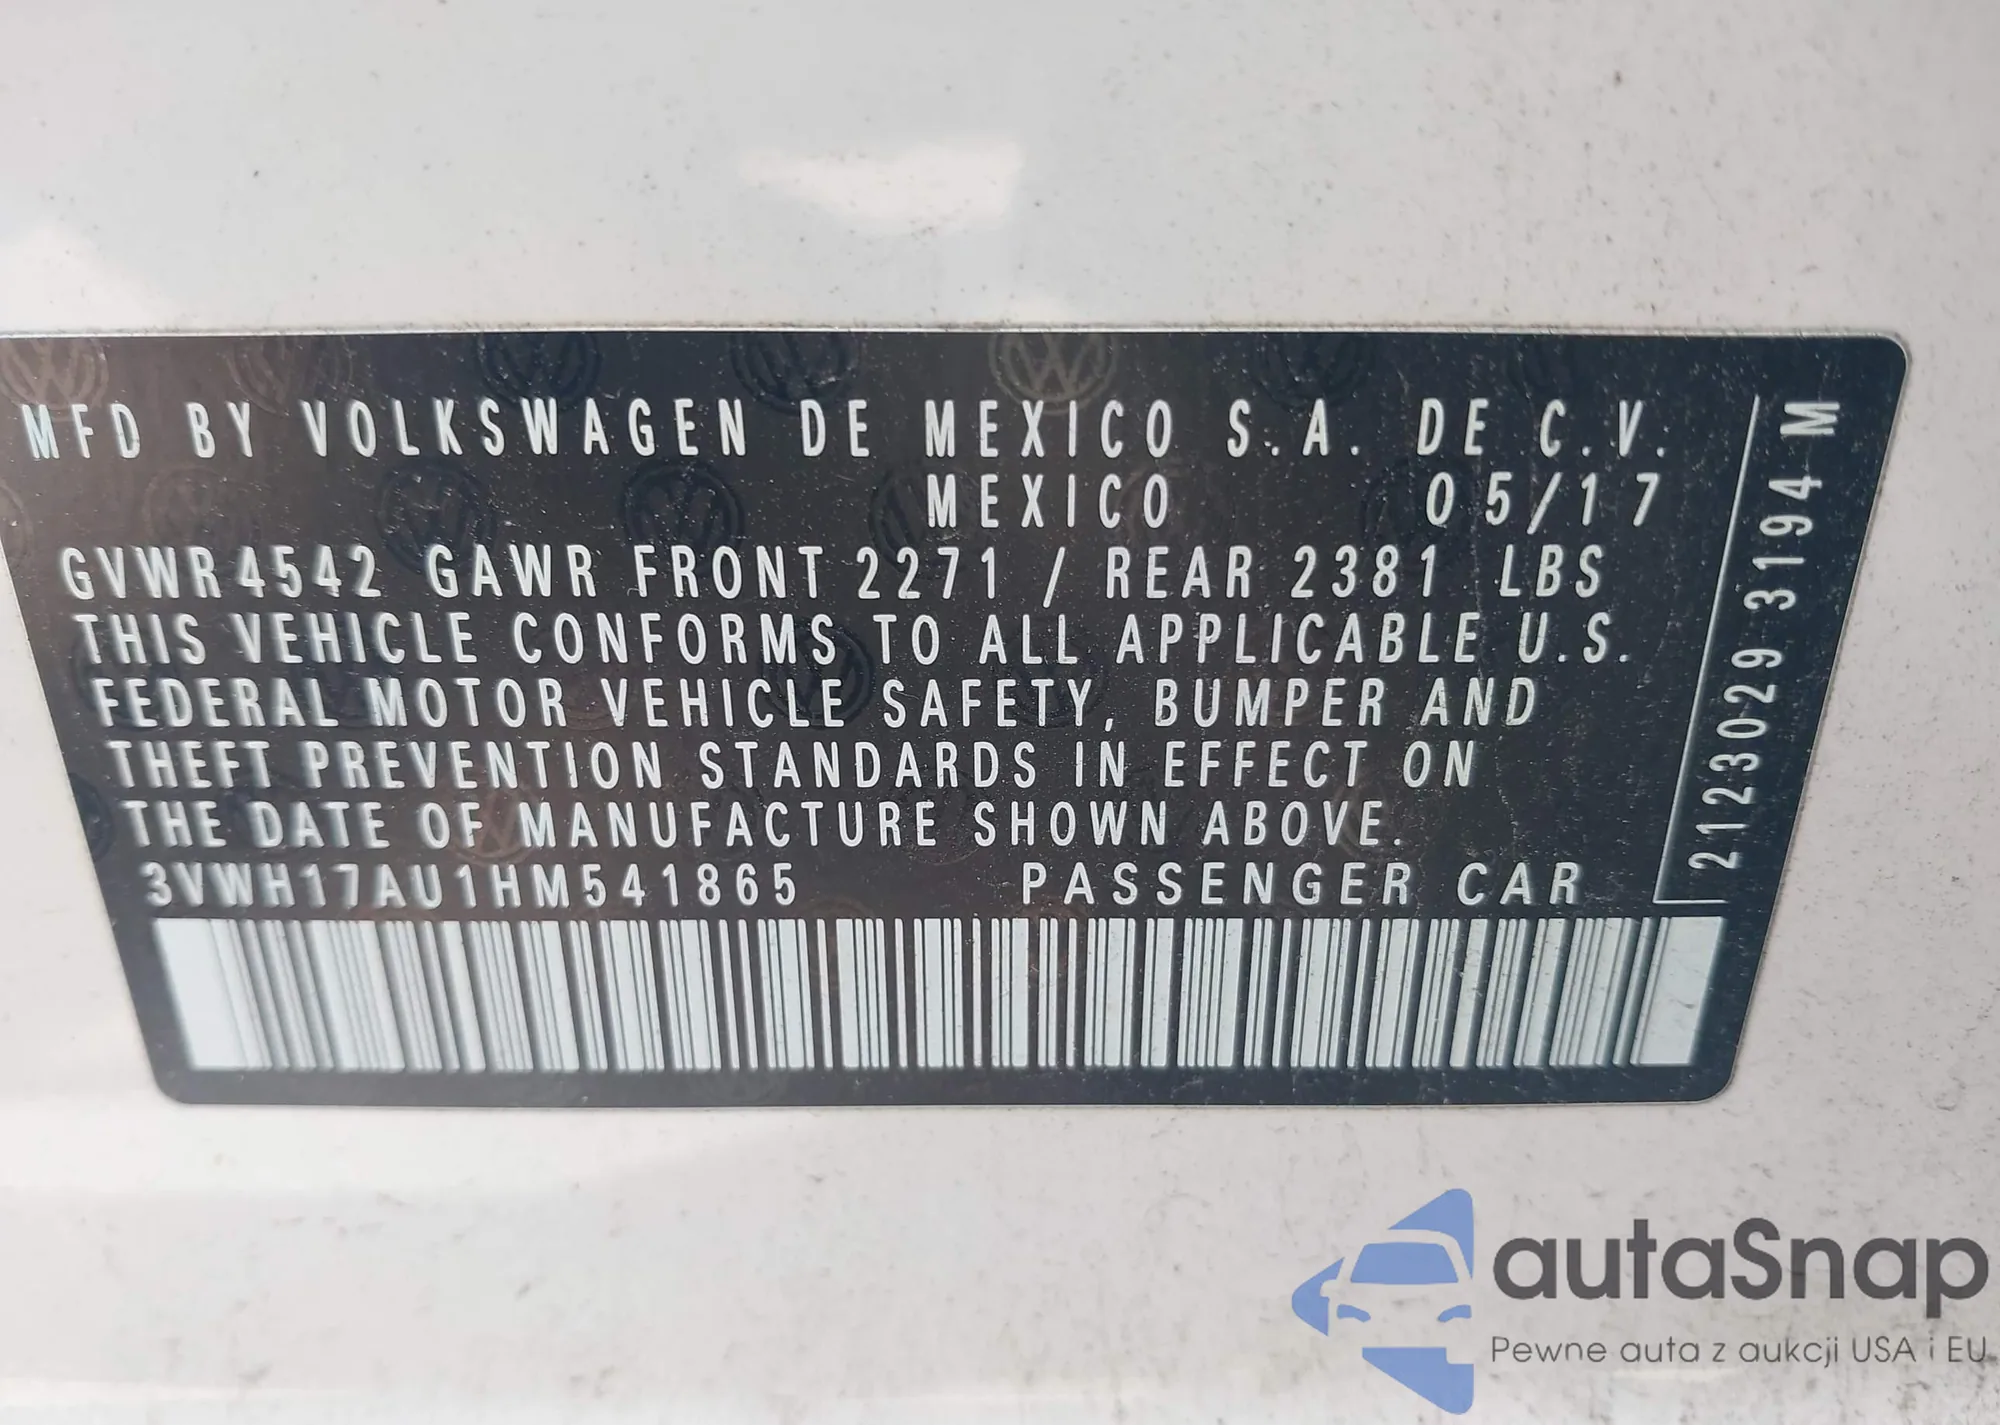 MFD BY VOLKSWAGEN DE MEXICO S.A. DE C.V.
MEXICO 05/17
GVWR 4542 GAWR FRONT 2271 / REAR 2381 LBS
THIS VEHICLE CONFORMS TO ALL APPLICABLE U.S.
FEDERAL MOTOR VEHICLE SAFETY, BUMPER AND
THEFT PREVENTION STANDARDS IN EFFECT ON
THE DATE OF MANUFACTURE SHOWN ABOVE.
3VWH17AU1HM541865 PASSENGER CAR
2123029 3194 M
autaSnap
Pewne auta z aukcji USA i EU